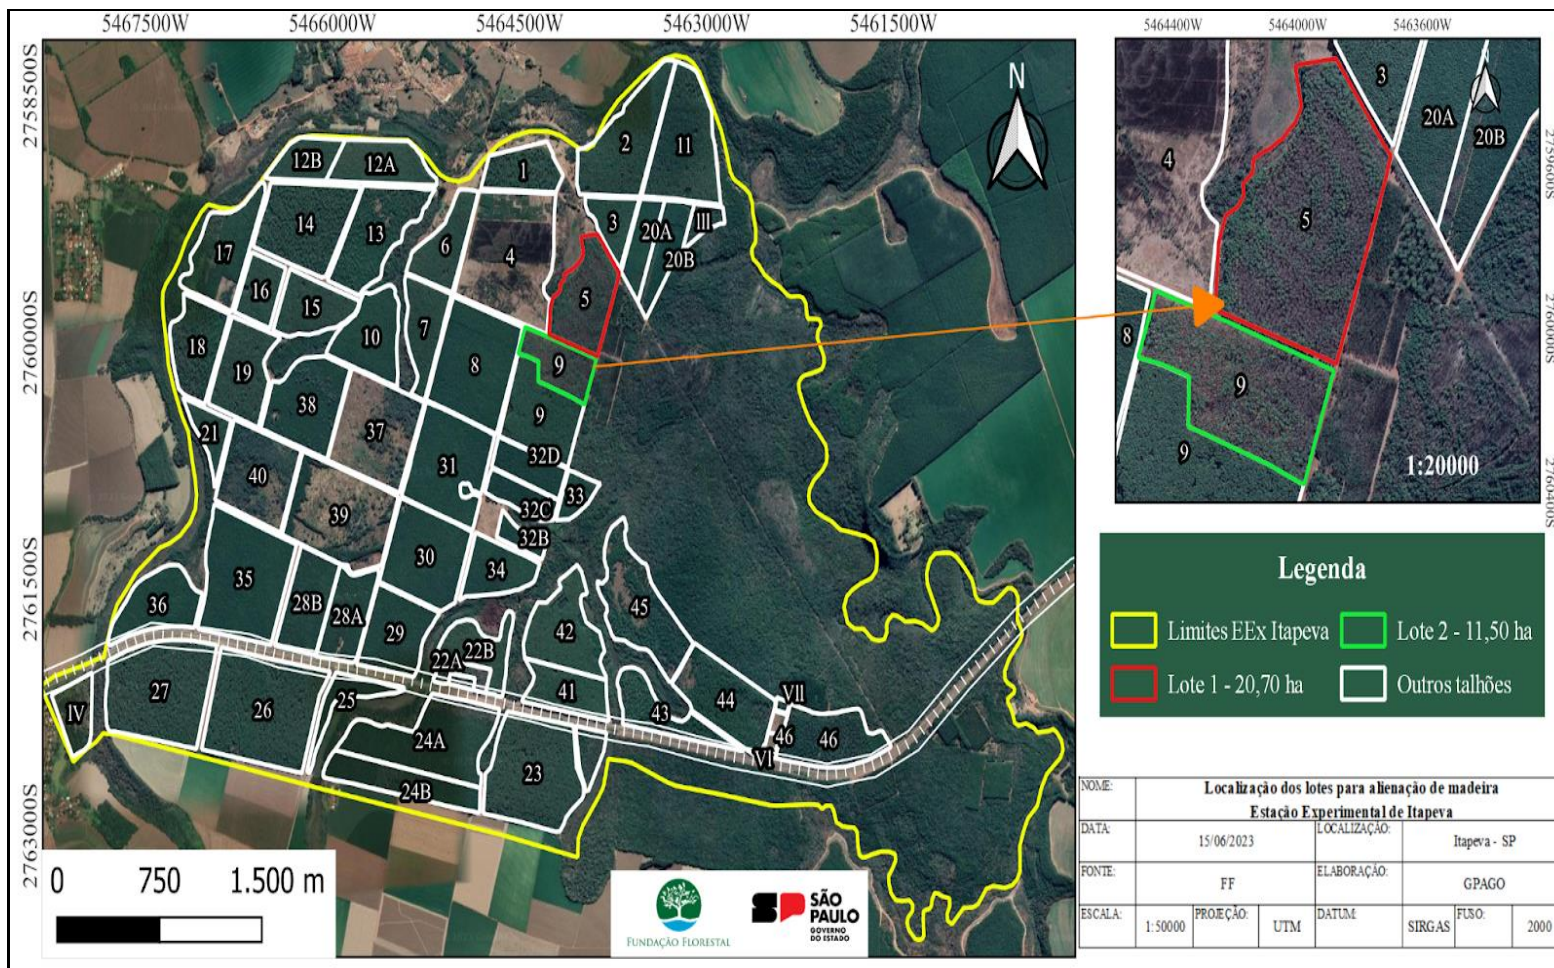 5467500W 5466000W 5464500W 5463000W 5461500W
5464400W 5464000W 5463600W
2758500S
2760000S
2761500S
2763000S
N
12B 12A 1 2 11
14 13 6 4 3 20A III
20B
17 16 15 5
18 19 10 7 8 9
38 37 9
21 40 39 31 32D
32C 33
32B
35 30 34
36 28B 28A 29 22A 22B 42 45
IV 27 26 25 41 43 44 VII
46 46
VI
24A 23
24B
0 750 1.500 m
FUNDAÇÃO FLORESTAL
SP
SÃO
PAULO
GOVERNO
DO ESTADO
3
20A
20B
4
5
8
9
9
1:20000
2759600S
2760000S
2760400S
Legenda
Limites EEx Itapeva
Lote 2 - 11,50 ha
Lote 1 - 20,70 ha
Outros talhões
NOME: Localização dos lotes para alienação de madeira
Estação Experimental de Itapeva
DATA: 15/06/2023 LOCALIZAÇÃO: Itapeva - SP
FONTE: FF ELABORAÇÃO: GPAGO
ESCALA: 1:50000 PROJEÇÃO: UTM DATUM: SIRGAS FUSO: 2000